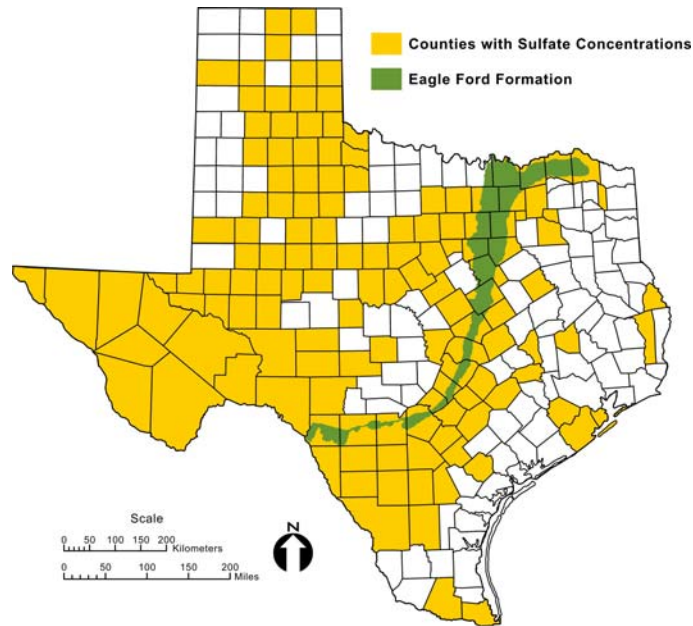 Counties with Sulfate Concentrations
Eagle Ford Formation
Scale
0 50 100 150 200 Kilometers
0 50 100 150 200 Miles
N